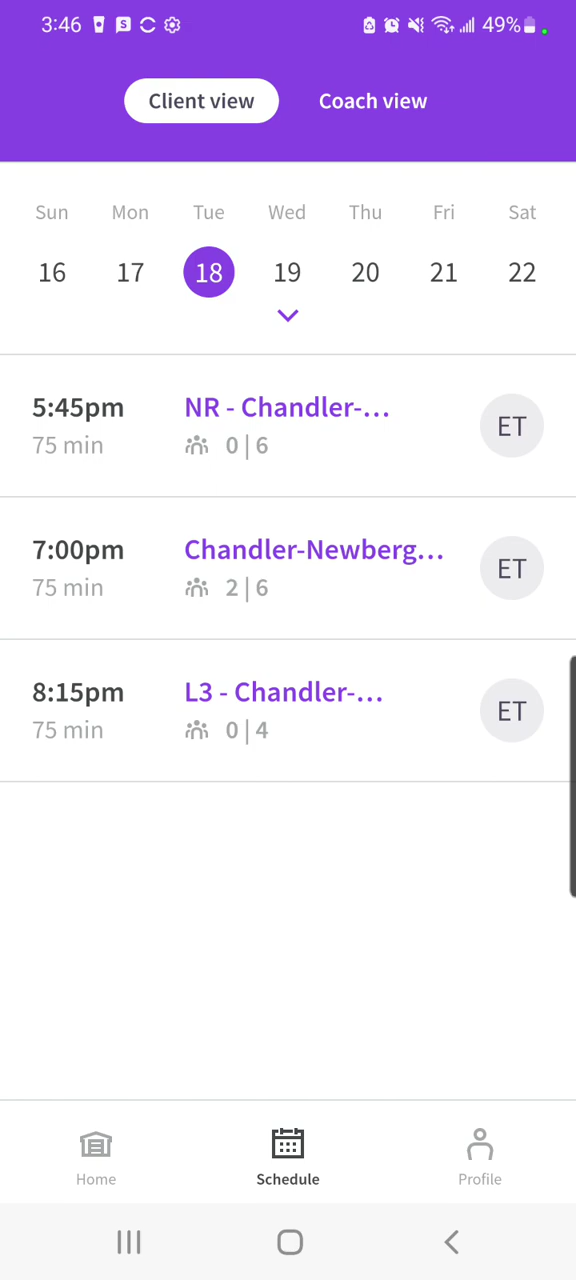 3:46 S 49%
Client view Coach view
Sun Mon Tue Wed Thu Fri Sat
16 17 18 19 20 21 22
5:45pm NR - Chandler-... ET
75 min 0 | 6
7:00pm Chandler-Newberg... ET
75 min 2 | 6
8:15pm L3 - Chandler-... ET
75 min 0 | 4
Home Schedule Profile